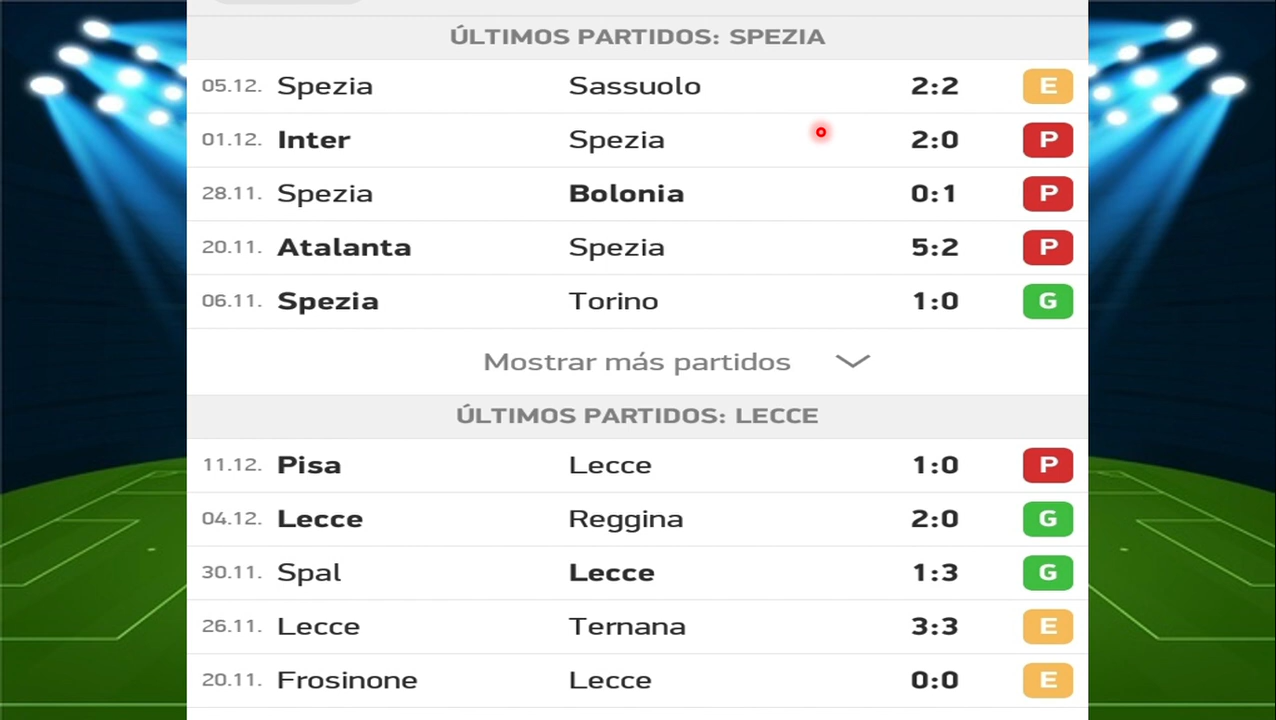 ÚLTIMOS PARTIDOS: SPEZIA
05.12. Spezia Sassuolo 2:2 E
01.12. Inter Spezia 2:0 P
28.11. Spezia Bolonia 0:1 P
20.11. Atalanta Spezia 5:2 P
06.11. Spezia Torino 1:0 G
Mostrar más partidos
ÚLTIMOS PARTIDOS: LECCE
11.12. Pisa Lecce 1:0 P
04.12. Lecce Reggina 2:0 G
30.11. Spal Lecce 1:3 G
26.11. Lecce Ternana 3:3 E
20.11. Frosinone Lecce 0:0 E